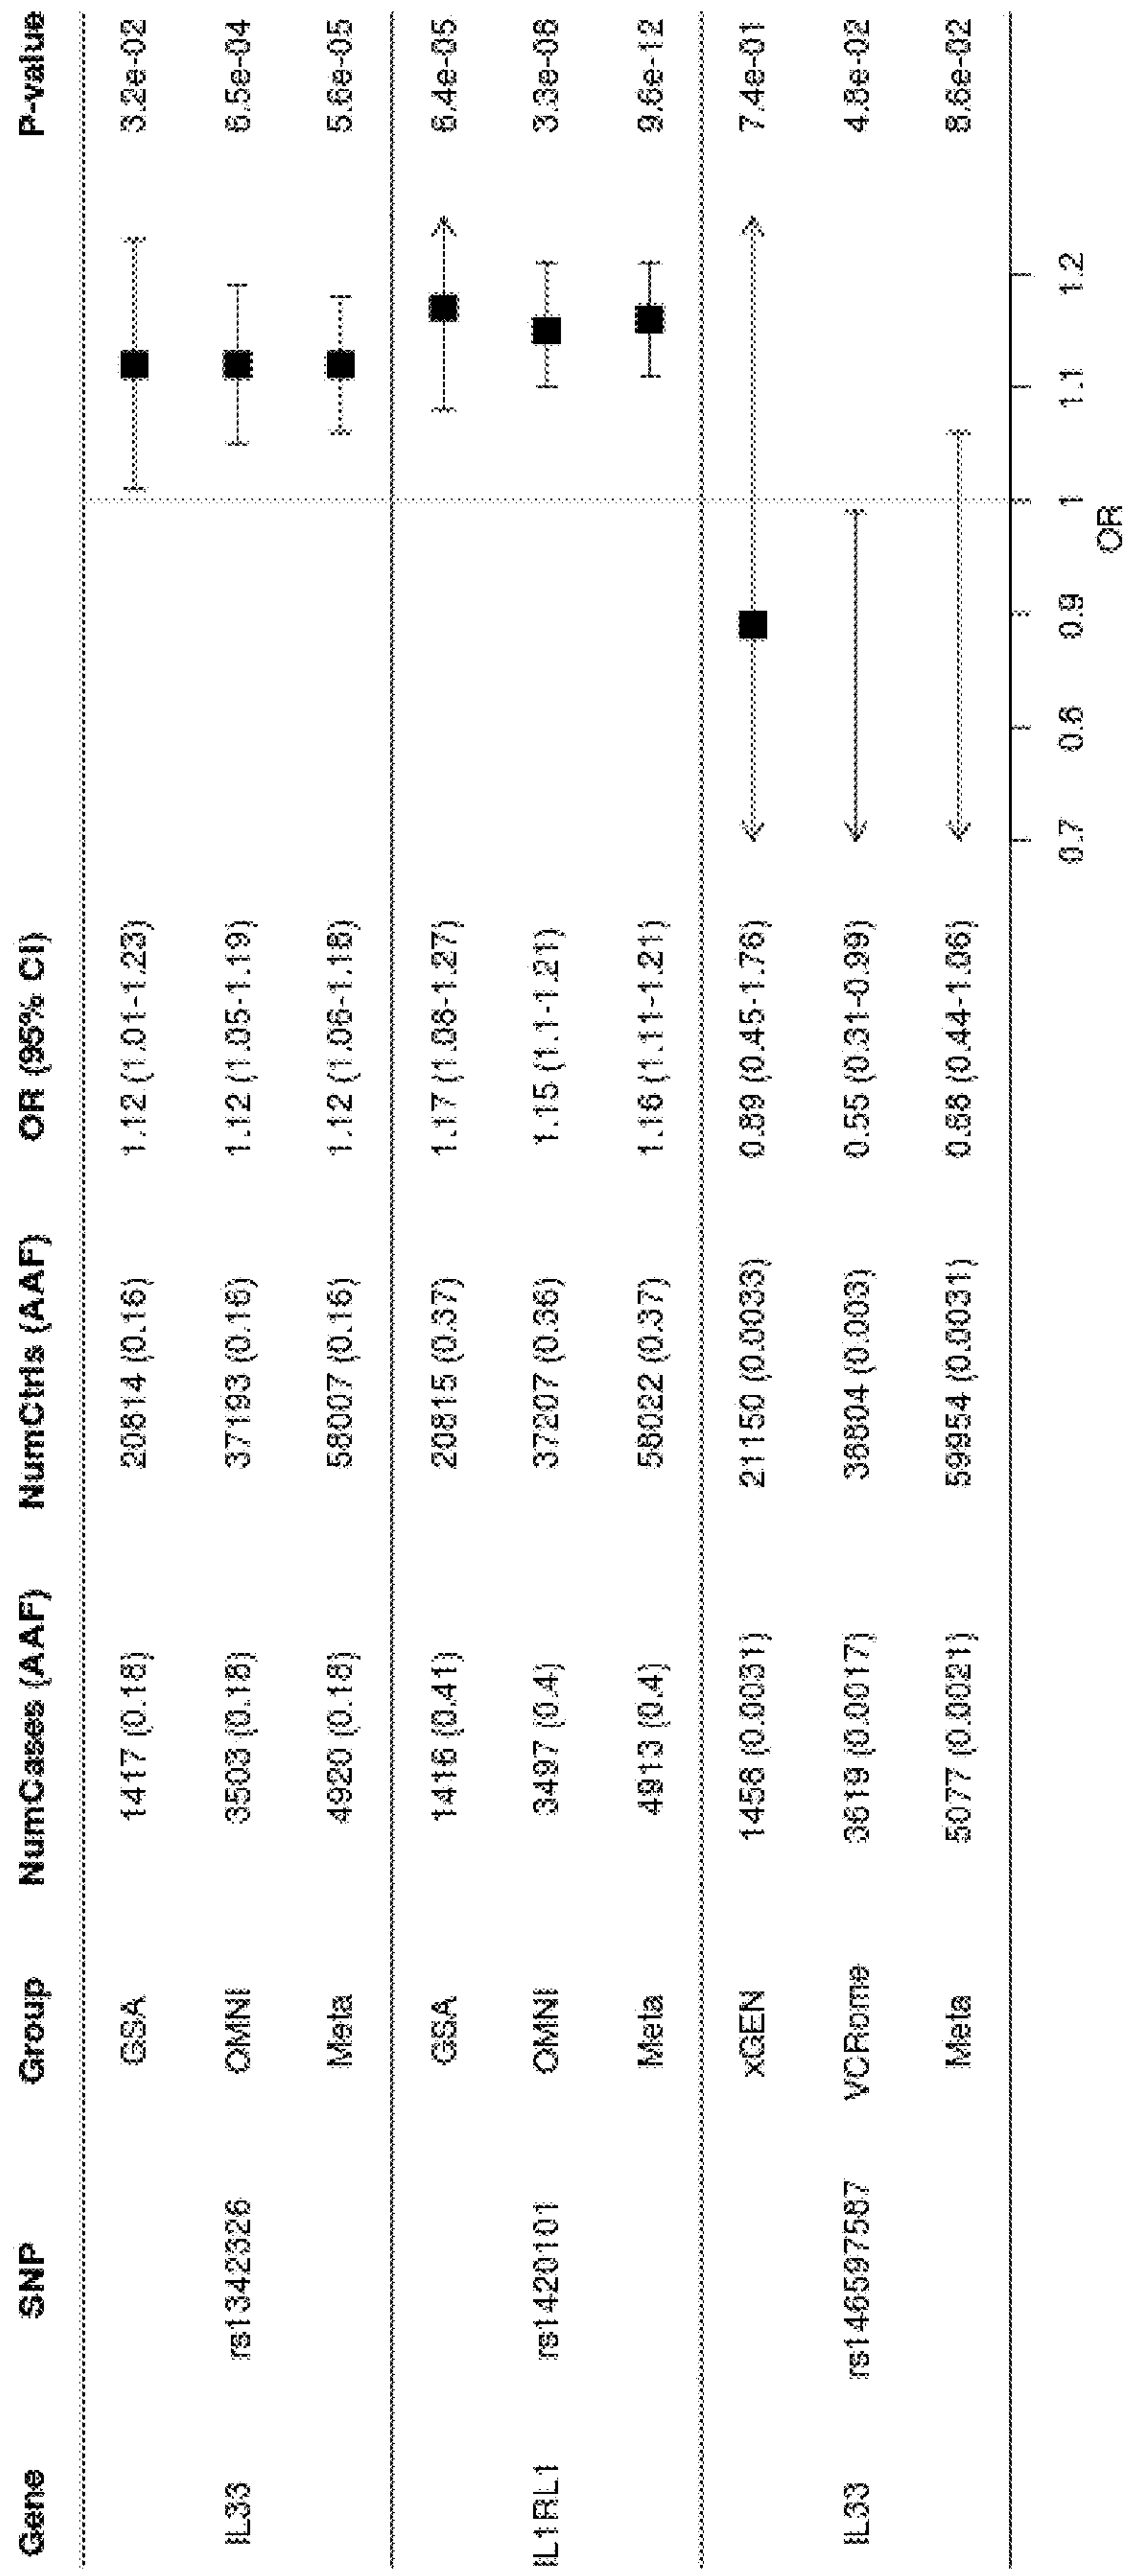 Gene SNP Group NumCases (AAF) NumCtrls (AAF) OR (95% CI) P-value
GSA 1417 (0.18) 20814 (0.16) 1.12 (1.01-1.23) 3.2e-02
IL33 rs1342326 OMNI 3503 (0.18) 37193 (0.16) 1.12 (1.05-1.19) 6.5e-04
Meta 4920 (0.18) 58007 (0.16) 1.12 (1.06-1.18) 5.6e-05
GSA 1416 (0.41) 20815 (0.37) 1.17 (1.08-1.27) 6.4e-05
IL1RL1 rs1420101 OMNI 3497 (0.4) 37207 (0.36) 1.15 (1.1-1.21) 3.3e-08
Meta 4913 (0.4) 58022 (0.37) 1.16 (1.11-1.21) 9.6e-12
xGEN 1458 (0.0031) 21150 (0.0033) 0.89 (0.45-1.76) 7.4e-01
IL33 rs146597587 VCRome 3619 (0.0017) 38804 (0.003) 0.55 (0.31-0.99) 4.8e-02
Meta 5077 (0.0021) 59954 (0.0031) 0.68 (0.44-1.06) 8.6e-02
0.7 0.8 0.9 1 1.1 1.2
OR